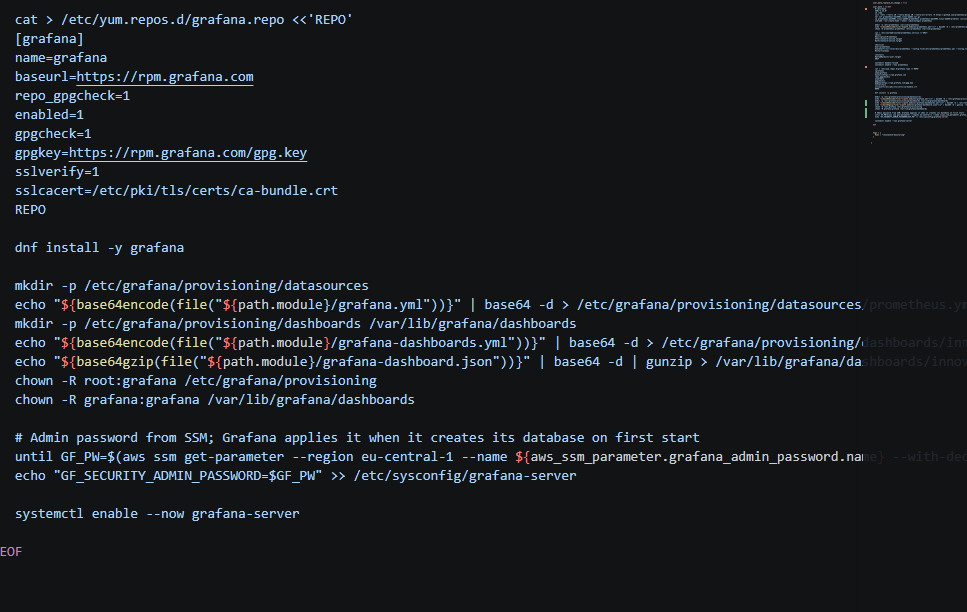 cat > /etc/yum.repos.d/grafana.repo <<'REPO'
[grafana]
name=grafana
baseurl=https://rpm.grafana.com
repo_gpgcheck=1
enabled=1
gpgcheck=1
gpgkey=https://rpm.grafana.com/gpg.key
sslverify=1
sslcacert=/etc/pki/tls/certs/ca-bundle.crt
REPO
dnf install -y grafana
mkdir -p /etc/grafana/provisioning/datasources
echo "${base64encode(file("${path.module}/grafana.yml"))}" | base64 -d > /etc/grafana/provisioning/datasources/prometheus.ym
mkdir -p /etc/grafana/provisioning/dashboards /var/lib/grafana/dashboards
echo "${base64encode(file("${path.module}/grafana-dashboards.yml"))}" | base64 -d > /etc/grafana/provisioning/dashboards/inn
echo "${base64gzip(file("${path.module}/grafana-dashboard.json"))}" | base64 -d | gunzip > /var/lib/grafana/dashboards/innov
chown -R root:grafana /etc/grafana/provisioning
chown -R grafana:grafana /var/lib/grafana/dashboards
# Admin password from SSM; Grafana applies it when it creates its database on first start
until GF_PW=$(aws ssm get-parameter --region eu-central-1 --name ${aws_ssm_parameter.grafana_admin_password.name} --with-dec
echo "GF_SECURITY_ADMIN_PASSWORD=$GF_PW" >> /etc/sysconfig/grafana-server
systemctl enable --now grafana-server
EOF